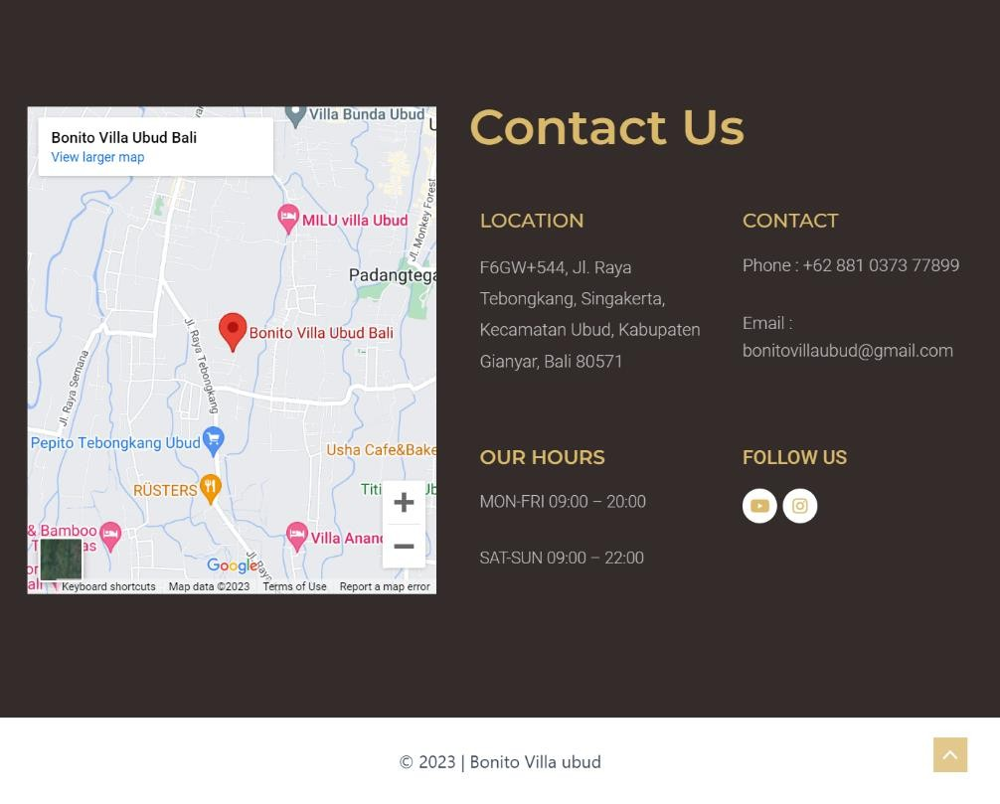 Villa Bunda Ubud
Bonito Villa Ubud Bali
View larger map
MILU villa Ubud
Jl. Monkey Forest
Padangtega
Bonito Villa Ubud Bali
Jl. Raya Tebongkang
Jl. Raya Semana
Pepito Tebongkang Ubud
Usha Cafe&Bake
RÜSTERS
Titi
& Bamboo
Villa Anand
Jl. Raya
Google
Keyboard shortcuts Map data ©2023 Terms of Use Report a map error
Contact Us
LOCATION
F6GW+544, Jl. Raya
Tebongkang, Singakerta,
Kecamatan Ubud, Kabupaten
Gianyar, Bali 80571
CONTACT
Phone : +62 881 0373 77899
Email :
bonitovillaubud@gmail.com
OUR HOURS
MON-FRI 09:00 – 20:00
SAT-SUN 09:00 – 22:00
FOLLOW US
© 2023 | Bonito Villa ubud